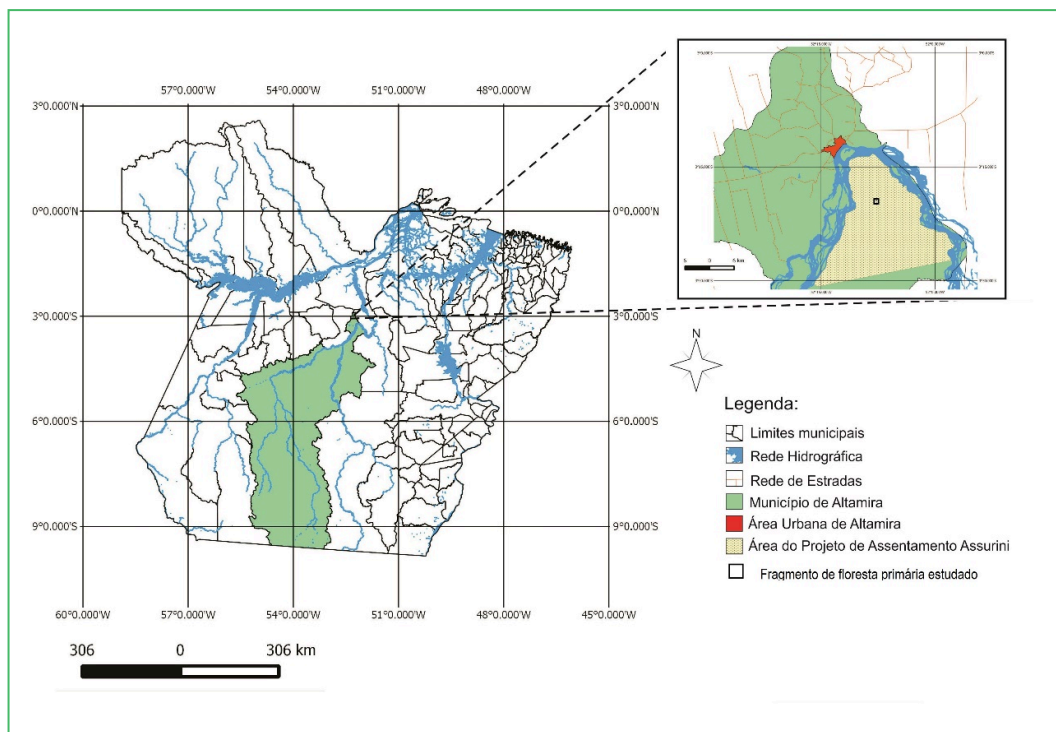 57°0.000'W 54°0.000'W 51°0.000'W 48°0.000'W
3°0.000'N 3°0.000'N
0°0.000'N 0°0.000'N
3°0.000'S 3°0.000'S
6°0.000'S 6°0.000'S
9°0.000'S 9°0.000'S
60°0.000'W 57°0.000'W 54°0.000'W 51°0.000'W 48°0.000'W 45°0.000'W
306 0 306 km
N
Legenda:
Limites municipais
Rede Hidrográfica
Rede de Estradas
Município de Altamira
Área Urbana de Altamira
Área do Projeto de Assentamento Assurini
Fragmento de floresta primária estudado